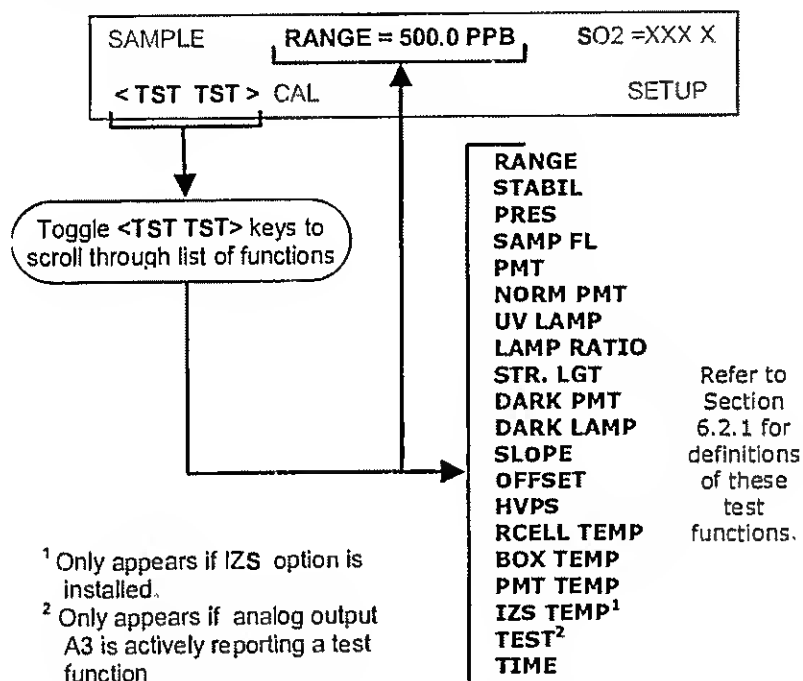 SAMPLE RANGE = 500.0 PPB SO2 =XXX X
< TST TST > CAL SETUP
Toggle <TST TST> keys to
scroll through list of functions
RANGE
STABIL
PRES
SAMP FL
PMT
NORM PMT
UV LAMP
LAMP RATIO
STR. LGT
DARK PMT
DARK LAMP
SLOPE
OFFSET
HVPS
RCELL TEMP
BOX TEMP
PMT TEMP
IZS TEMP¹
TEST²
TIME
Refer to
Section
6.2.1 for
definitions
of these
test
functions.
¹ Only appears if IZS option is
installed.
² Only appears if analog output
A3 is actively reporting a test
function